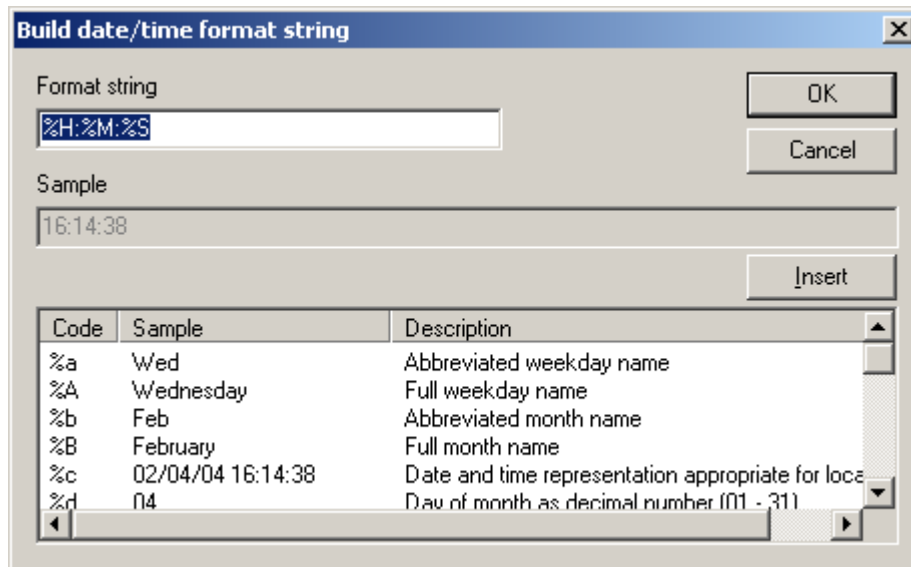 Build date/time format string
Format string
%H:%M:%S
OK
Cancel
Sample
16:14:38
Insert
Code Sample Description
%a Wed Abbreviated weekday name
%A Wednesday Full weekday name
%b Feb Abbreviated month name
%B February Full month name
%c 02/04/04 16:14:38 Date and time representation appropriate for loca
%d 04 Day of month as decimal number (01 - 31)